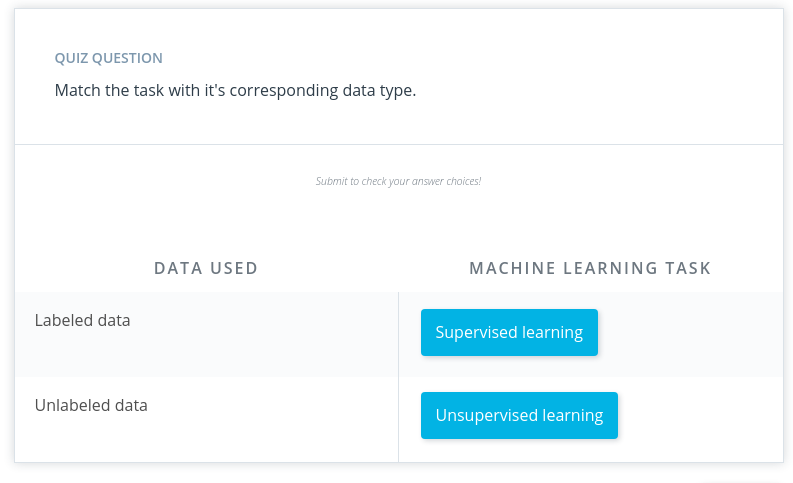 QUIZ QUESTION
Match the task with it's corresponding data type.
Submit to check your answer choices!
DATA USED
MACHINE LEARNING TASK
Labeled data
Supervised learning
Unlabeled data
Unsupervised learning